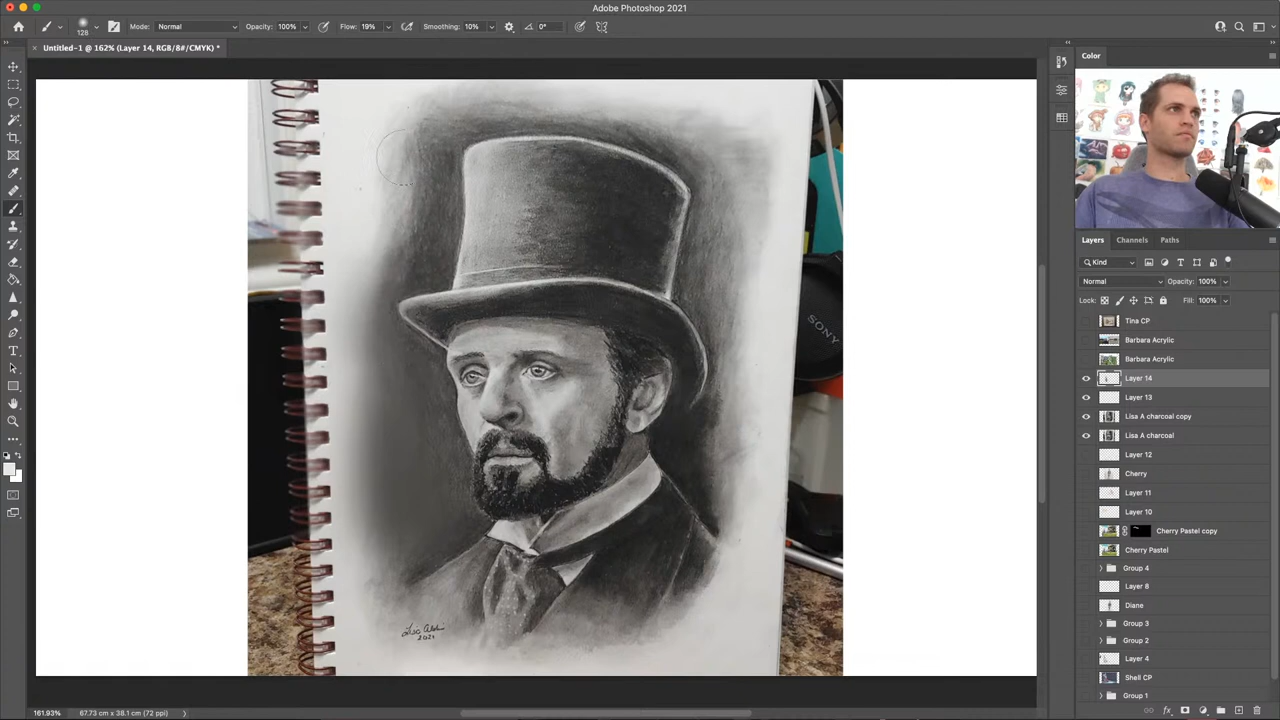 Adobe Photoshop 2021
128
Mode: Normal
Opacity: 100%
Flow: 19%
Smoothing: 10%
0°
Untitled-1 @ 162% (Layer 14, RGB/8#/CMYK) *
Color
SONY
2021
Layers
Channels
Paths
Kind
Normal
Opacity: 100%
Lock:
Fill: 100%
Tina CP
Barbara Acrylic
Barbara Acrylic
Layer 14
Layer 13
Lisa A charcoal copy
Lisa A charcoal
Layer 12
Cherry
Layer 11
Layer 10
Cherry Pastel copy
Cherry Pastel
Group 4
Layer 8
Diane
Group 3
Group 2
Layer 4
Shell CP
Group 1
161.93%
67.73 cm x 38.1 cm (72 ppi)